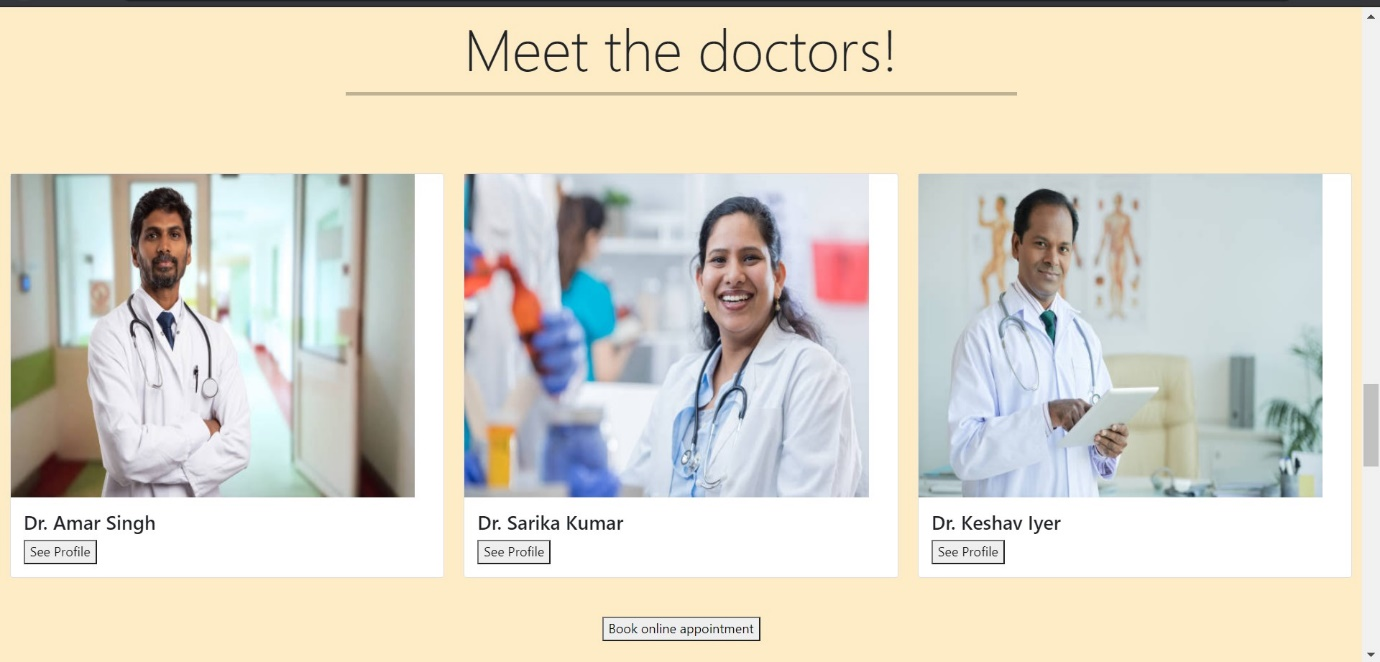 Meet the doctors!
Dr. Amar Singh
See Profile
Dr. Sarika Kumar
See Profile
Dr. Keshav Iyer
See Profile
Book online appointment